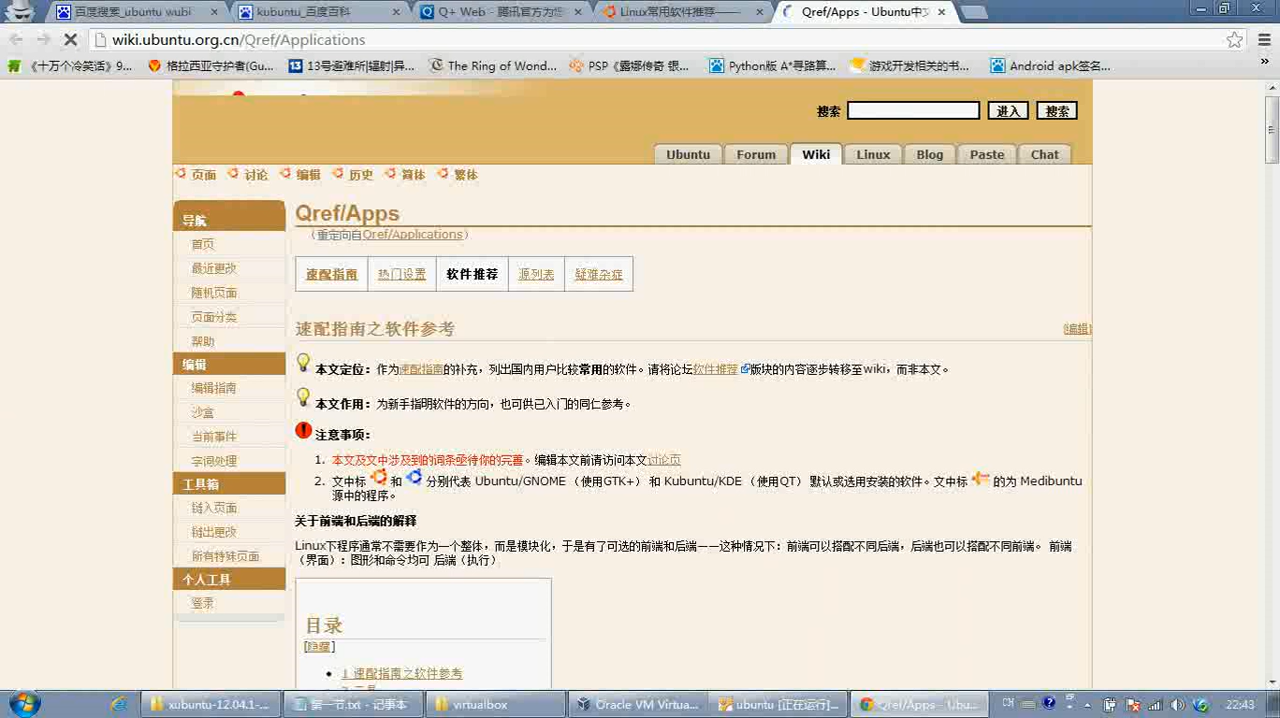 百度搜索_ubuntu wubi
kubuntu_百度百科
Q+ Web - 腾讯官方为您
Linux常用软件推荐——
Qref/Apps - Ubuntu中文
wiki.ubuntu.org.cn/Qref/Applications
《十万个冷笑话》9...
格拉西亚守护者(Gu...
13号避难所|辐射|异...
The Ring of Wond...
PSP《露娜传奇 银...
Python版 A*寻路算...
游戏开发相关的书...
Android apk签名...
»
搜索 进入 搜索
Ubuntu Forum Wiki Linux Blog Paste Chat
页面 讨论 编辑 历史 简体 繁体
导航
首页
最近更改
随机页面
页面分类
帮助
编辑
编辑指南
沙盒
当前事件
字词处理
工具箱
链入页面
链出更改
所有特殊页面
个人工具
登录
Qref/Apps
（重定向自Qref/Applications）
速配指南 热门设置 软件推荐 源列表 疑难杂症
速配指南之软件参考
[编辑]
本文定位：作为速配指南的补充，列出国内用户比较常用的软件。请将论坛软件推荐版块的内容逐步转移至wiki，而非本文。
本文作用：为新手指明软件的方向，也可供已入门的同仁参考。
注意事项：
1. 本文及文中涉及到的词条亟待你的完善。编辑本文前请访问本文讨论页
2. 文中标 和 分别代表 Ubuntu/GNOME （使用GTK+） 和 Kubuntu/KDE （使用QT） 默认或选用安装的软件。文中标 的为 Medibuntu
源中的程序。
关于前端和后端的解释
Linux下程序通常不需要作为一个整体，而是模块化，于是有了可选的前端和后端——这种情况下：前端可以搭配不同后端，后端也可以搭配不同前端。 前端
（界面）：图形和命令均可 后端（执行）
目录
[隐藏]
1 速配指南之软件参考
xubuntu-12.04.1-...
第一节.txt - 记事本
virtualbox
Oracle VM Virtua...
ubuntu [正在运行]...
Qref/Apps - Ubu...
CH
22:43